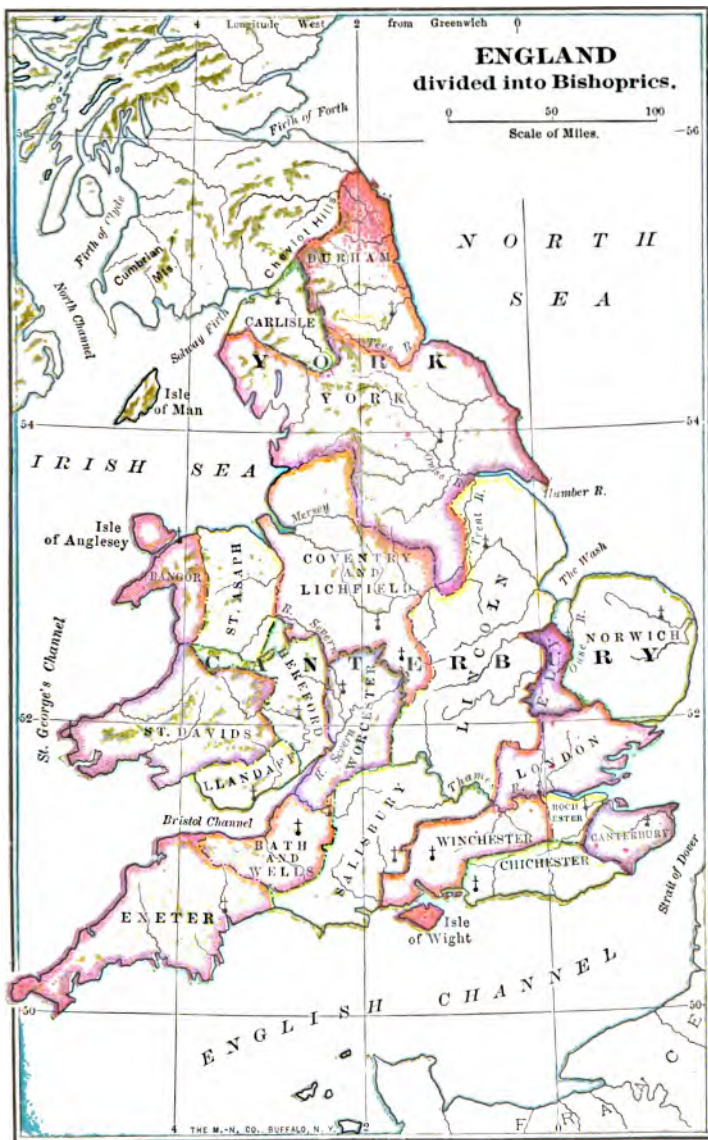 4 Longitude West 2 from Greenwich 0
ENGLAND
divided into Bishoprics.
0 50 100
Scale of Miles.
56 56
Firth of Forth
Firth of Clyde
Cheviot Hills
Cumbrian
Mts.
DURHAM
NORTH
SEA
North Channel
Solway Firth
CARLISLE
Tees R.
YORK
YORK
Isle
of Man
54 54
IRISH SEA
Ouse R.
Humber R.
Mersey
Trent R.
Isle
of Anglesey
The Wash
BANGOR
ST. ASAPH
COVENTRY
AND
LICHFIELD
LINCOLN
R. Severn
Ouse R.
NORWICH
CANTERBURY
ELY
HEREFORD
WORCESTER
R. Severn
St. George's Channel
52 52
ST. DAVIDS
LLANDAFF
LONDON
Thames R.
Bristol Channel
ROCH
ESTER
CANTERBURY
BATH
AND
WELLS
SALISBURY
WINCHESTER
CHICHESTER
Strait of Dover
EXETER
Isle
of Wight
ENGLISH CHANNEL
50 50
FRANCE
4 2 0
THE M.-N. CO. BUFFALO, N. Y.